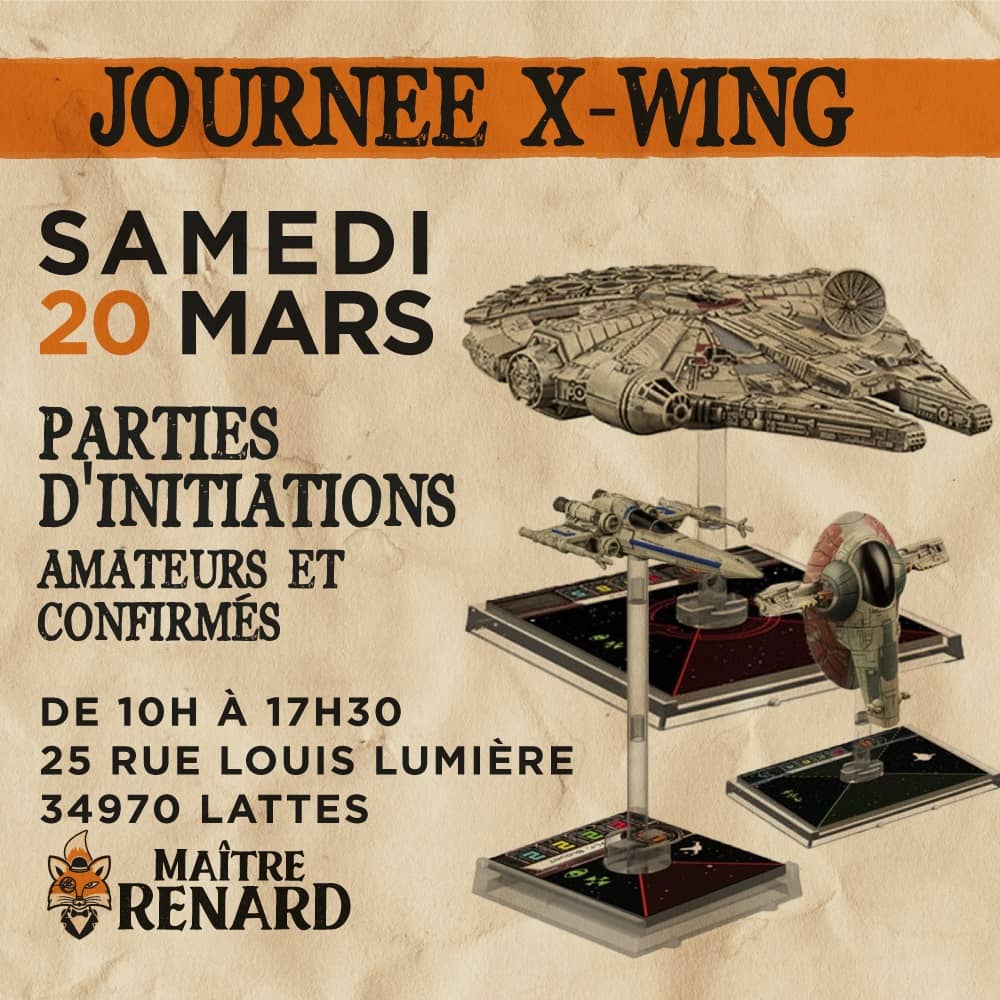 JOURNEE X-WING
SAMEDI
20 MARS
PARTIES
D'INITIATIONS
AMATEURS ET
CONFIRMÉS
DE 10H À 17H30
25 RUE LOUIS LUMIÈRE
34970 LATTES
MAÎTRE
RENARD